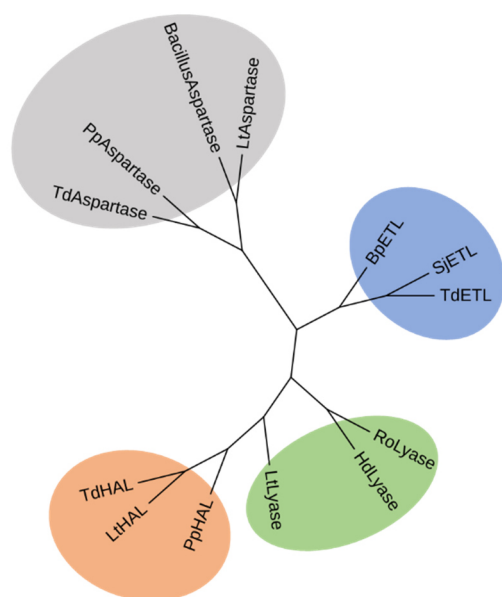 BacillusAspartase
LtAspartase
PpAspartase
TdAspartase
BpETL
SjETL
TdETL
RoLyase
HdLyase
LtLyase
TdHAL
LtHAL
PpHAL